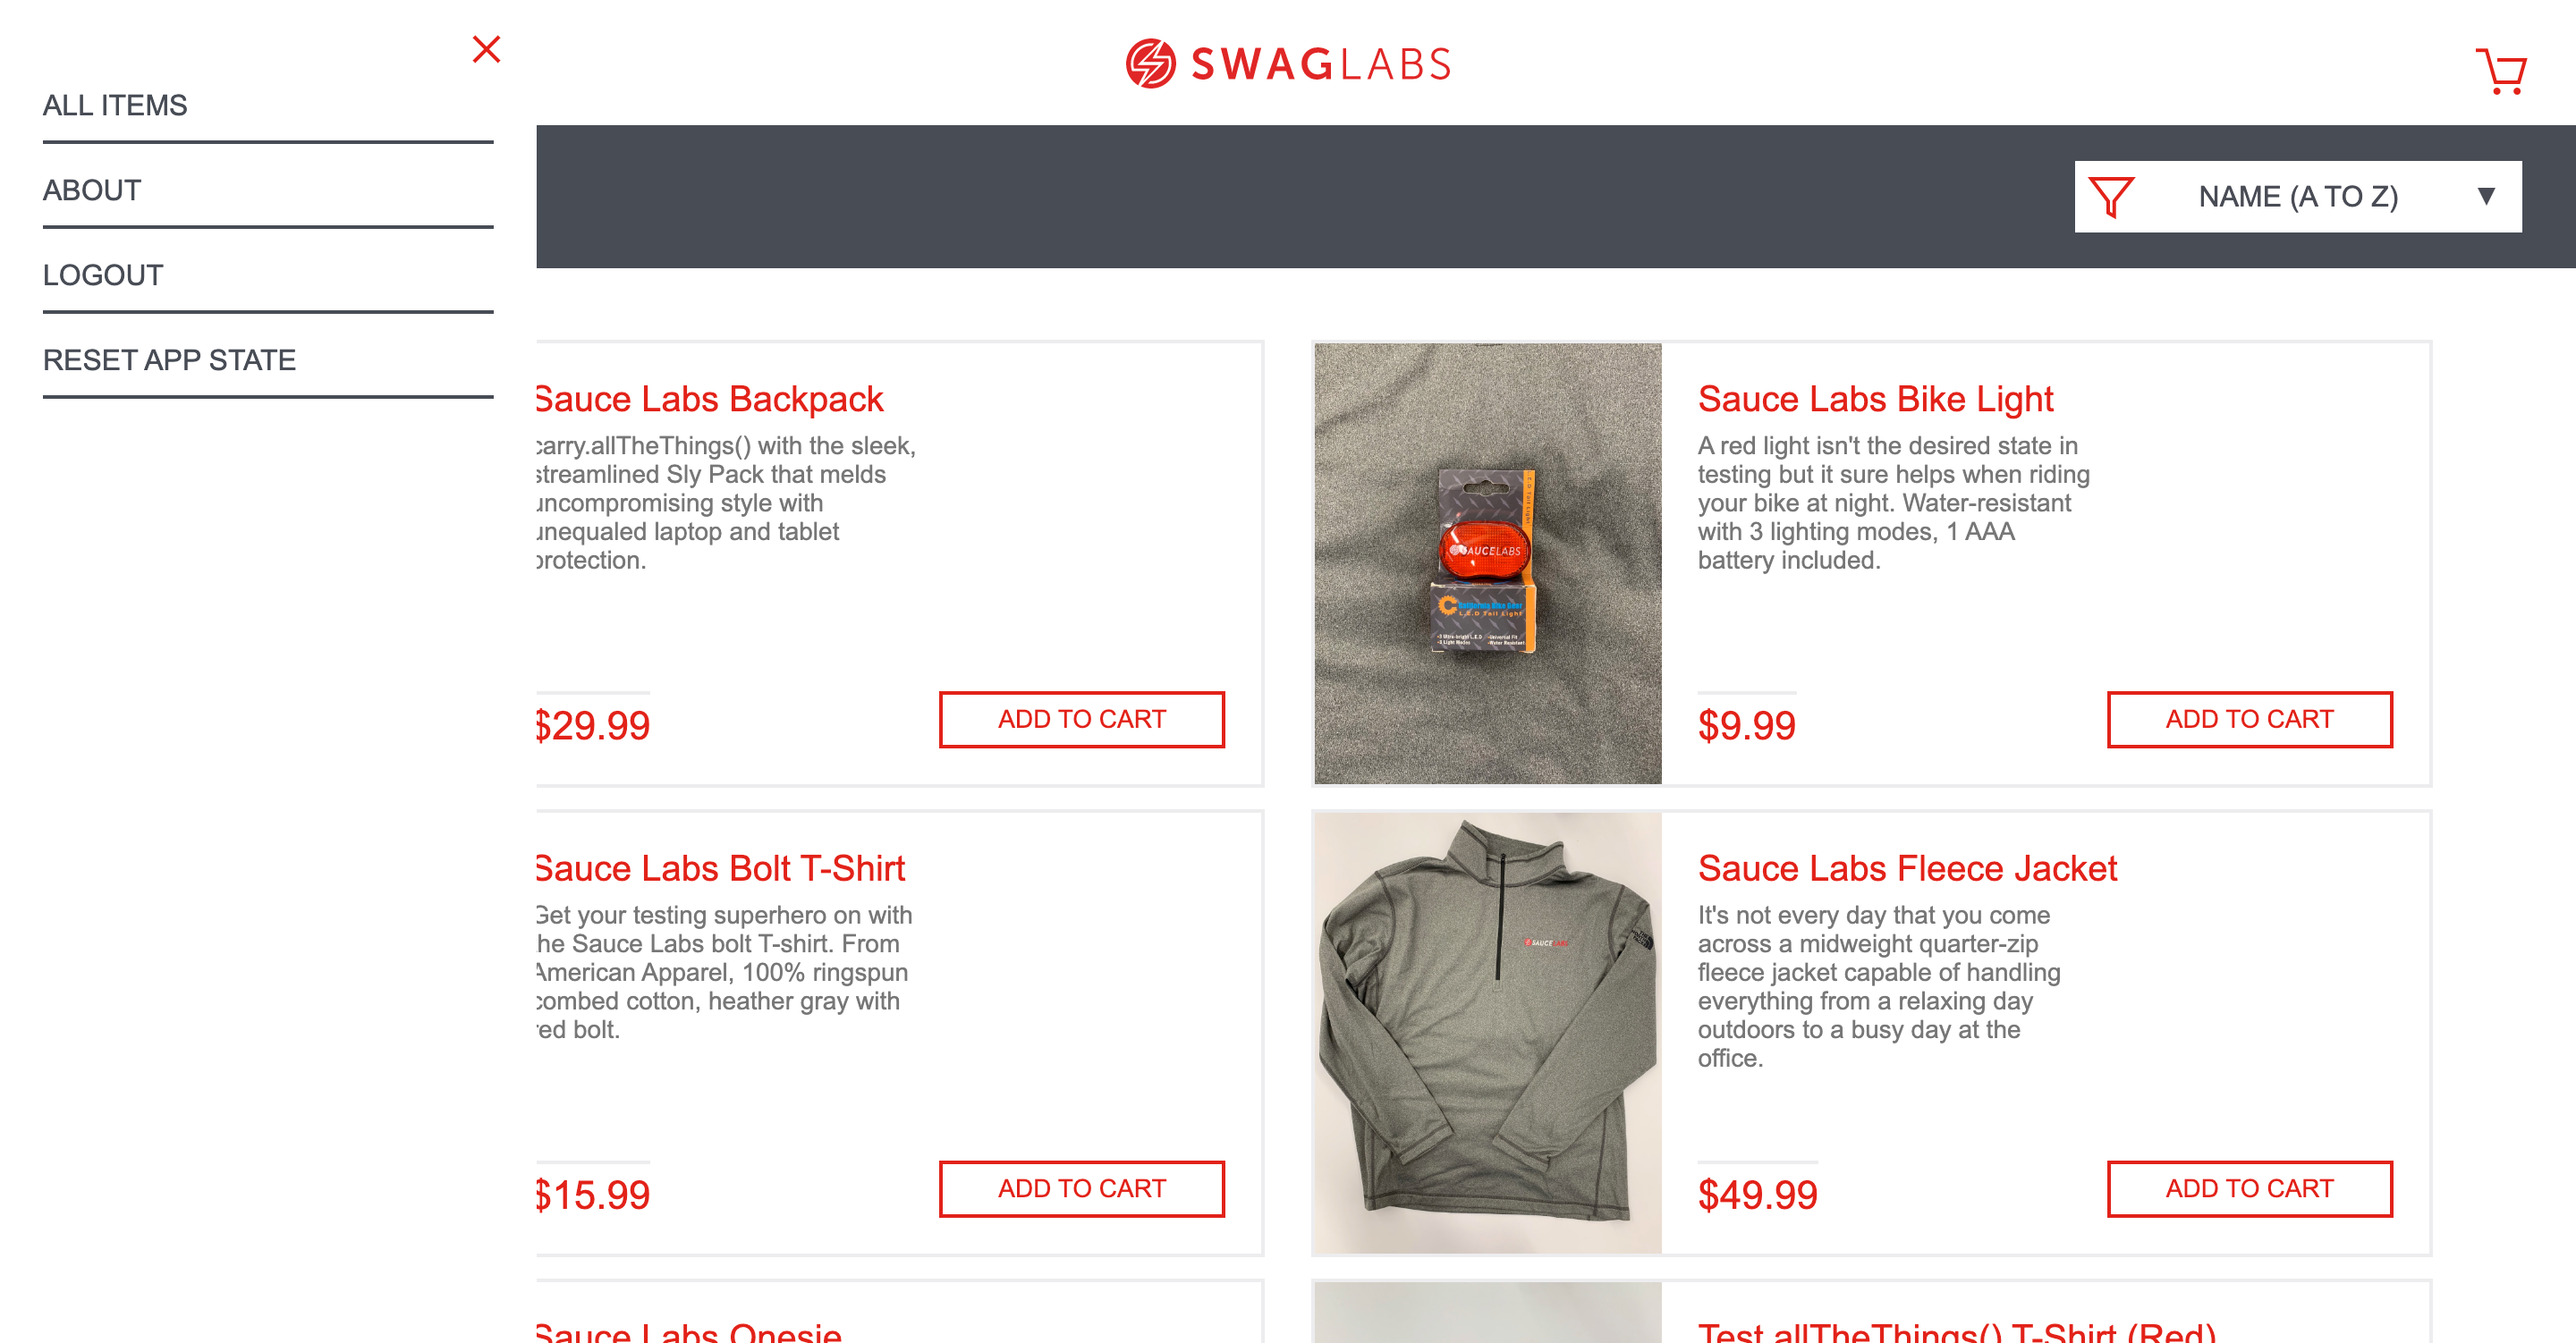 ALL ITEMS
ABOUT
LOGOUT
RESET APP STATE
SWAGLABS
NAME (A TO Z)
Sauce Labs Backpack
carry.allTheThings() with the sleek,
streamlined Sly Pack that melds
uncompromising style with
unequaled laptop and tablet
protection.
$29.99
ADD TO CART
SAUCELABS
L.E.D Tail Light
Sauce Labs Bike Light
A red light isn't the desired state in
testing but it sure helps when riding
your bike at night. Water-resistant
with 3 lighting modes, 1 AAA
battery included.
$9.99
ADD TO CART
Sauce Labs Bolt T-Shirt
Get your testing superhero on with
he Sauce Labs bolt T-shirt. From
American Apparel, 100% ringspun
combed cotton, heather gray with
red bolt.
$15.99
ADD TO CART
SAUCELABS
Sauce Labs Fleece Jacket
It's not every day that you come
across a midweight quarter-zip
fleece jacket capable of handling
everything from a relaxing day
outdoors to a busy day at the
office.
$49.99
ADD TO CART
Sauce Labs Onesie
Test.allTheThings() T-Shirt (Red)